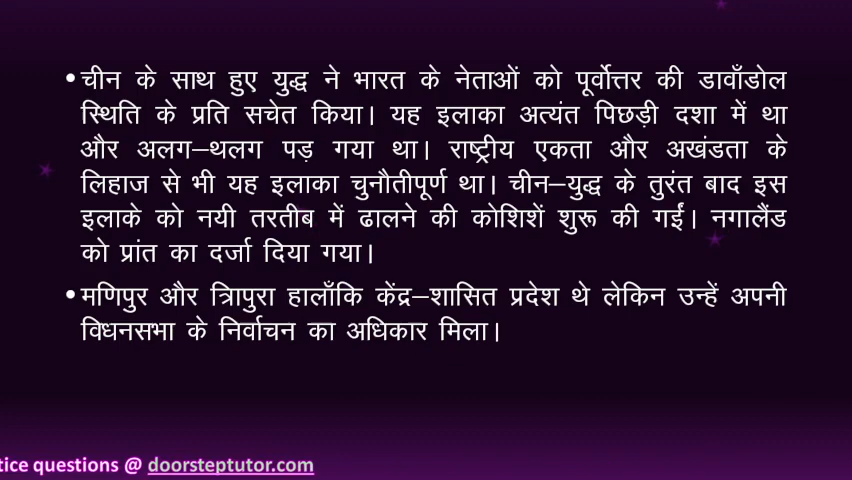 •चीन के साथ हुए युद्ध ने भारत के नेताओं को पूर्वोत्तर की डावाँडोल
स्थिति के प्रति सचेत किया। यह इलाका अत्यंत पिछड़ी दशा में था
और अलग–थलग पड़ गया था। राष्ट्रीय एकता और अखंडता के
लिहाज से भी यह इलाका चुनौतीपूर्ण था। चीन–युद्ध के तुरंत बाद इस
इलाके को नयी तरतीब में ढालने की कोशिशें शुरू की गईं। नगालैंड
को प्रांत का दर्जा दिया गया।
•मणिपुर और त्रिापुरा हालाँकि केंद्र–शासित प्रदेश थे लेकिन उन्हें अपनी
विधनसभा के निर्वाचन का अधिकार मिला।
tice questions @ doorsteptutor.com